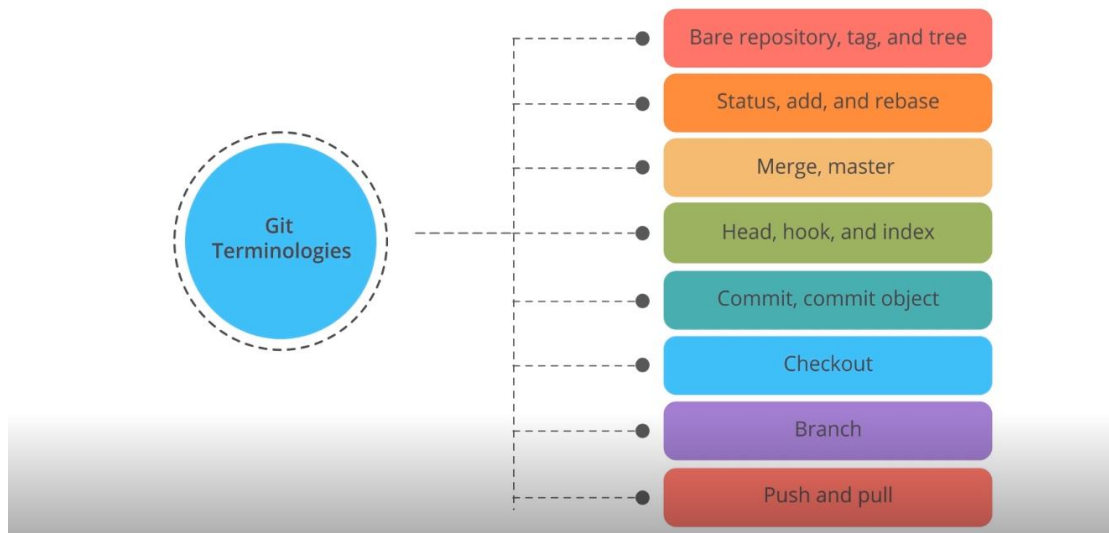 Git
Terminologies
Bare repository, tag, and tree
Status, add, and rebase
Merge, master
Head, hook, and index
Commit, commit object
Checkout
Branch
Push and pull